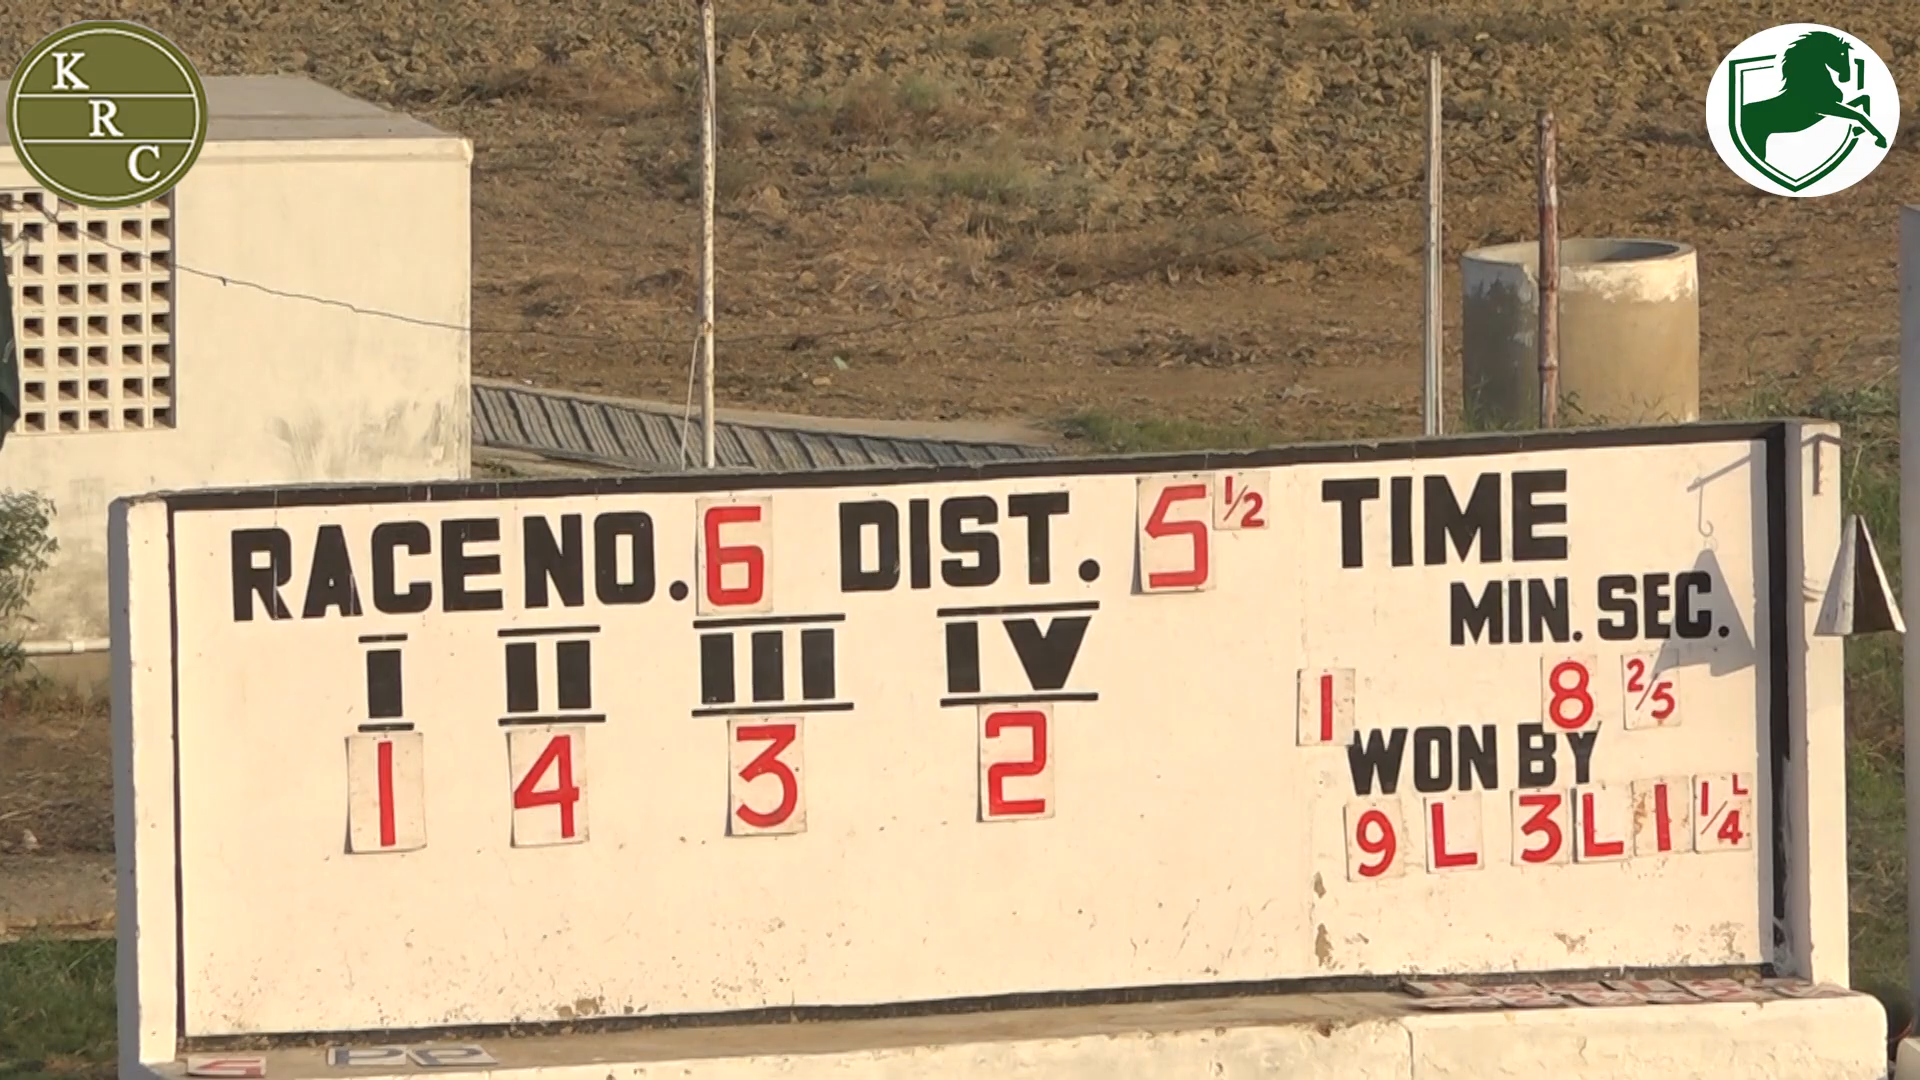 K
R
C
RACE NO. 6 DIST. 5 1/2 TIME
MIN. SEC.
I II III IV
1 8 2/5
1 4 3 2
WON BY
9 L 3 L 1 1/4 L